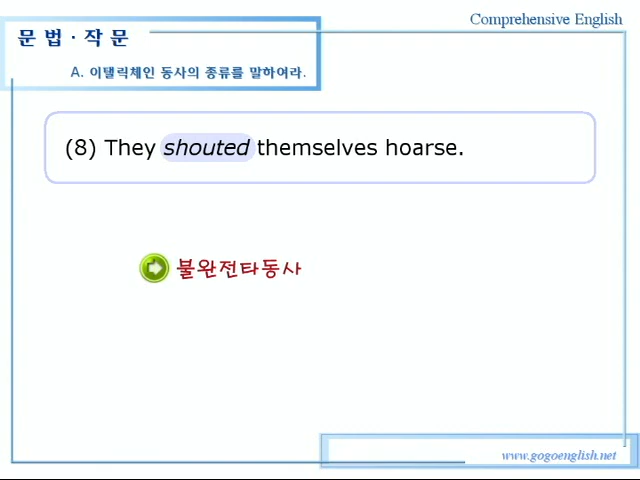 Comprehensive English
문 법 · 작 문
A. 이탤릭체인 동사의 종류를 말하여라.
(8) They shouted themselves hoarse.
불완전타동사
www.gogoenglish.net